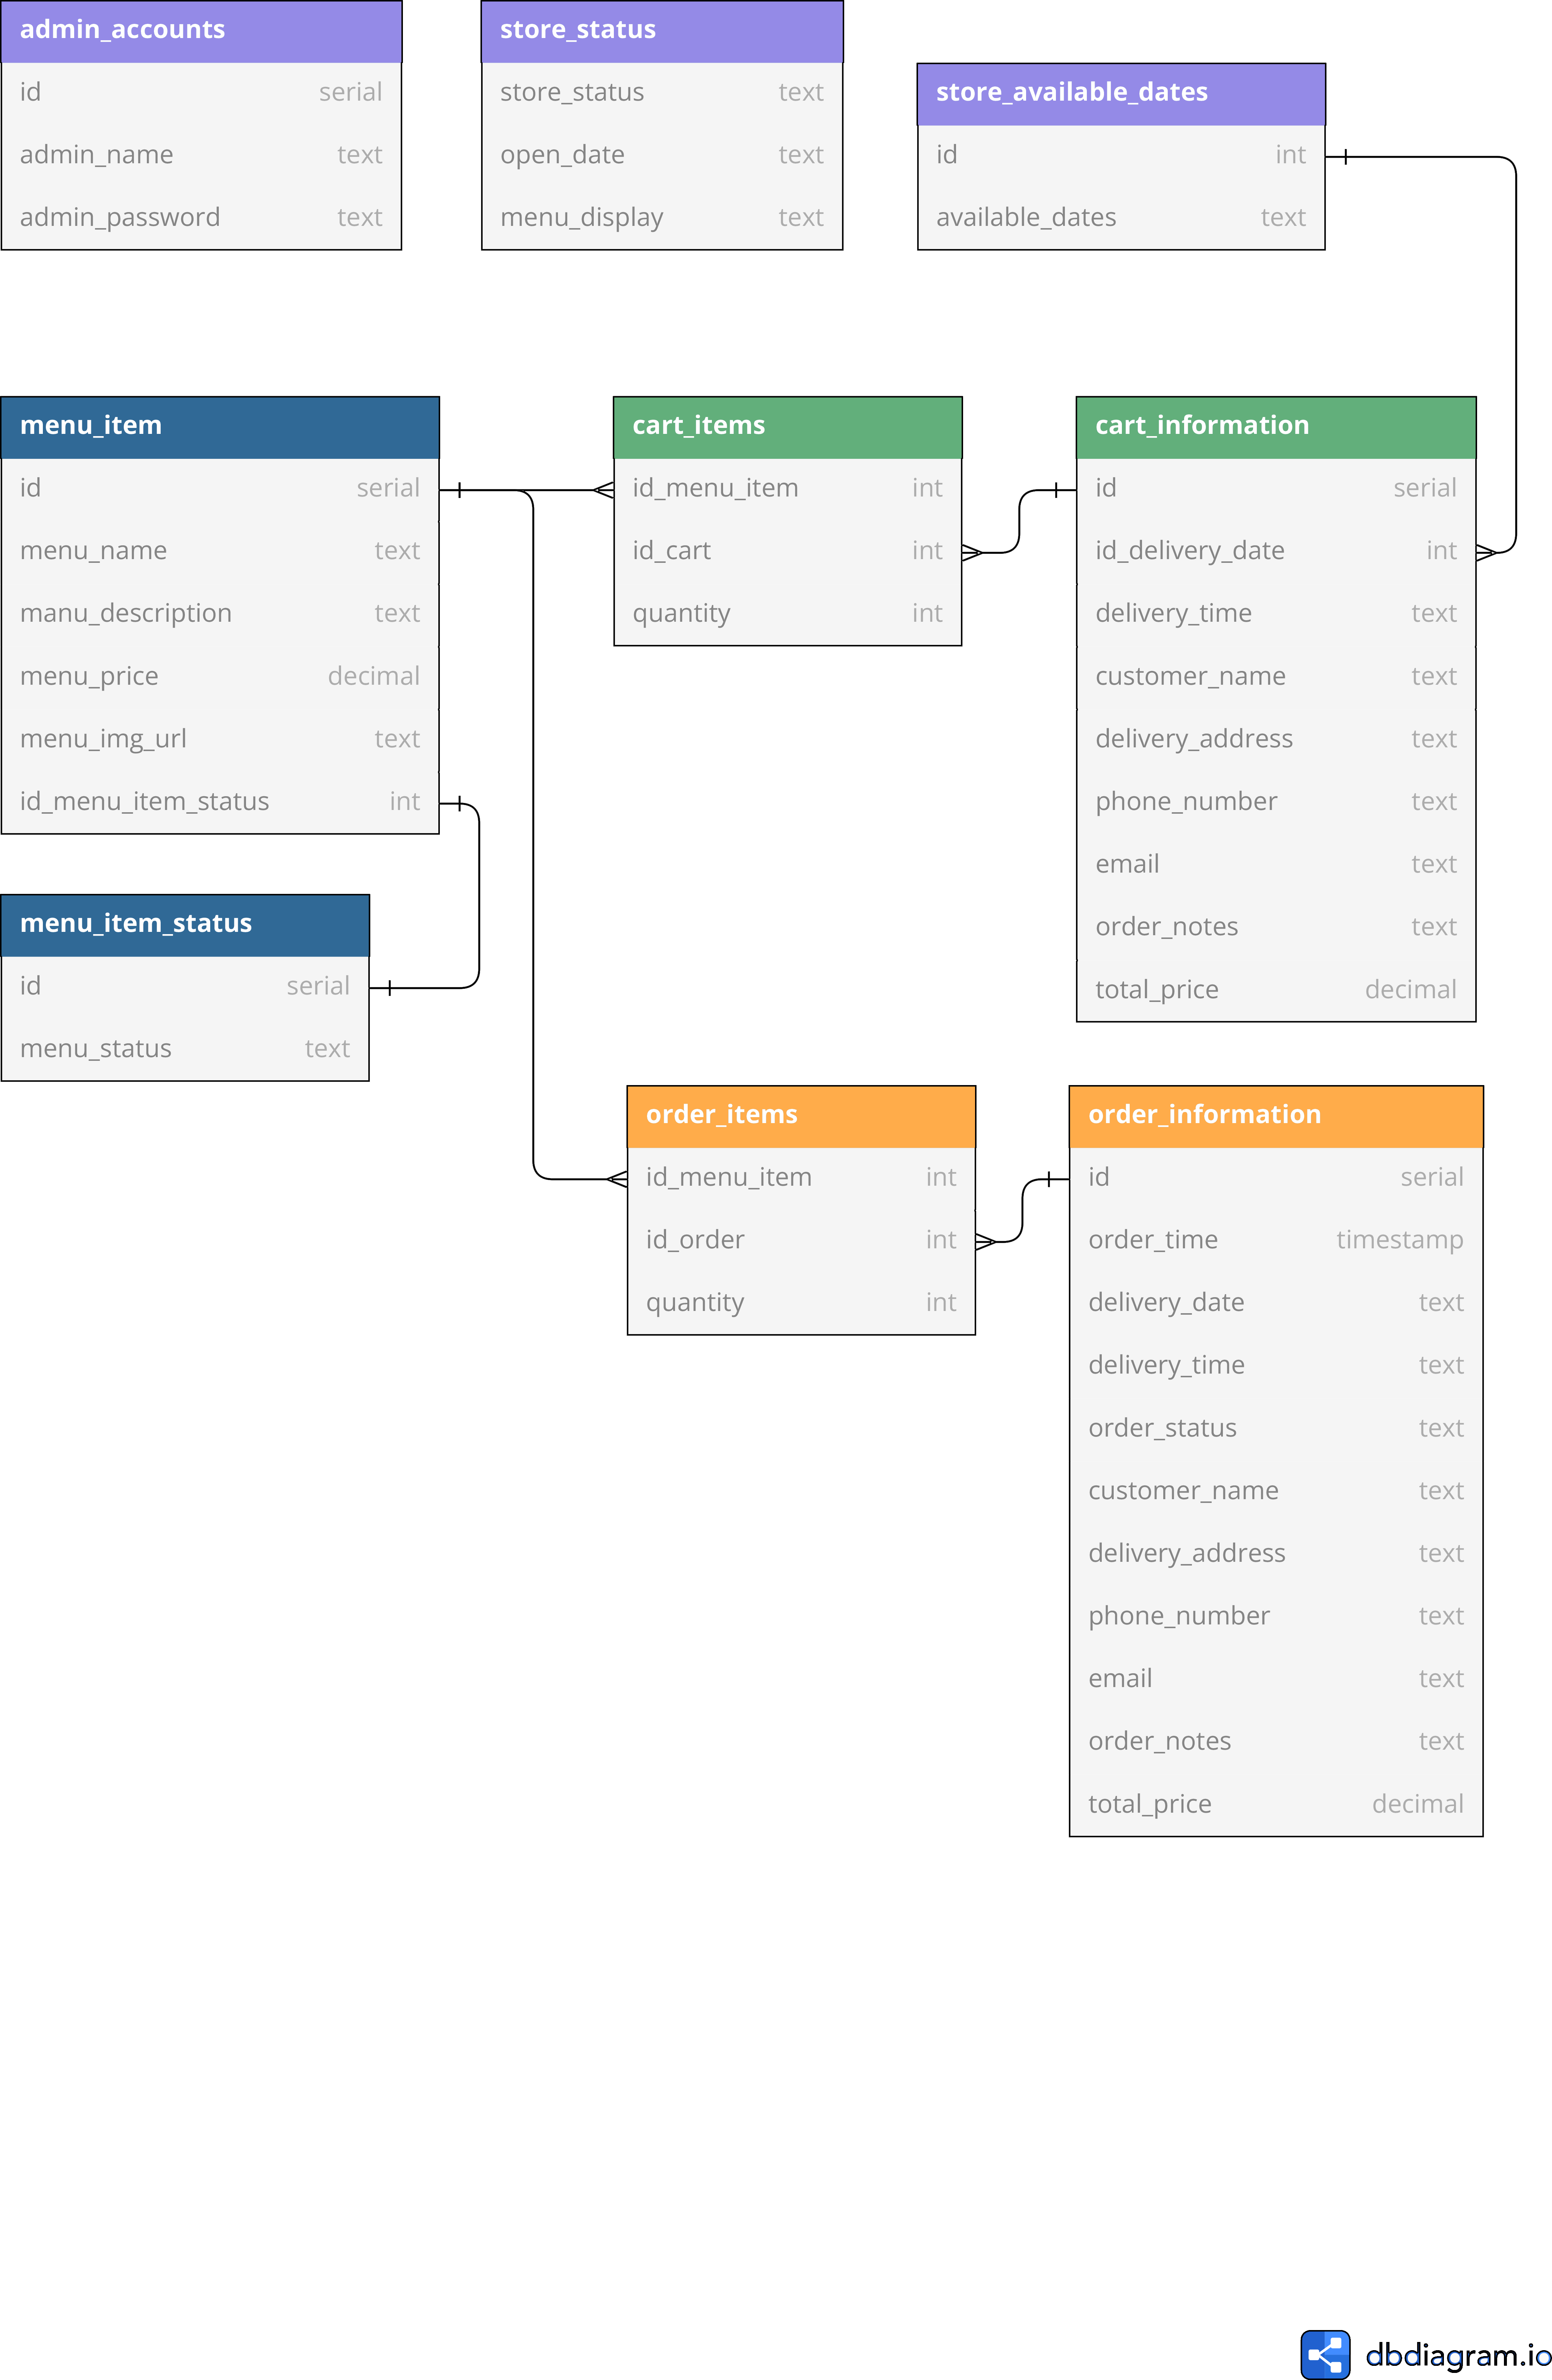 admin_accounts
id serial
admin_name text
admin_password text
store_status
store_status text
open_date text
menu_display text
store_available_dates
id int
available_dates text
menu_item
id serial
menu_name text
manu_description text
menu_price decimal
menu_img_url text
id_menu_item_status int
cart_items
id_menu_item int
id_cart int
quantity int
cart_information
id serial
id_delivery_date int
delivery_time text
customer_name text
delivery_address text
phone_number text
email text
order_notes text
total_price decimal
menu_item_status
id serial
menu_status text
order_items
id_menu_item int
id_order int
quantity int
order_information
id serial
order_time timestamp
delivery_date text
delivery_time text
order_status text
customer_name text
delivery_address text
phone_number text
email text
order_notes text
total_price decimal
dbdiagram.io